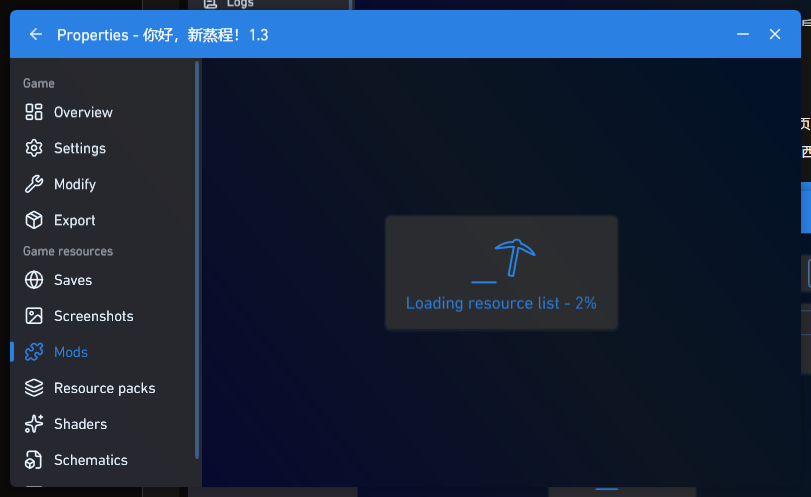 Logs
Properties - 你好，新蒸程！1.3
Game
Overview
Settings
Modify
Export
Game resources
Saves
Screenshots
Mods
Resource packs
Shaders
Schematics
Loading resource list - 2%
页